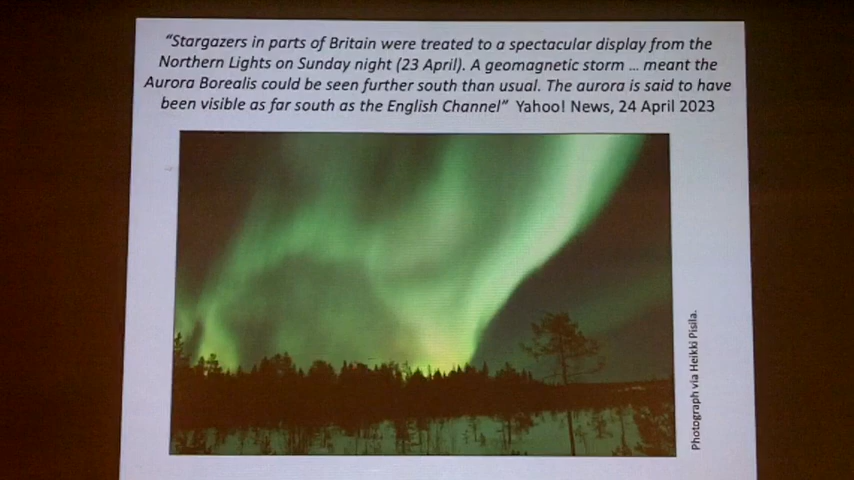 “Stargazers in parts of Britain were treated to a spectacular display from the
Northern Lights on Sunday night (23 April). A geomagnetic storm ... meant the
Aurora Borealis could be seen further south than usual. The aurora is said to have
been visible as far south as the English Channel” Yahoo! News, 24 April 2023
Photograph via Heikki Pisila.